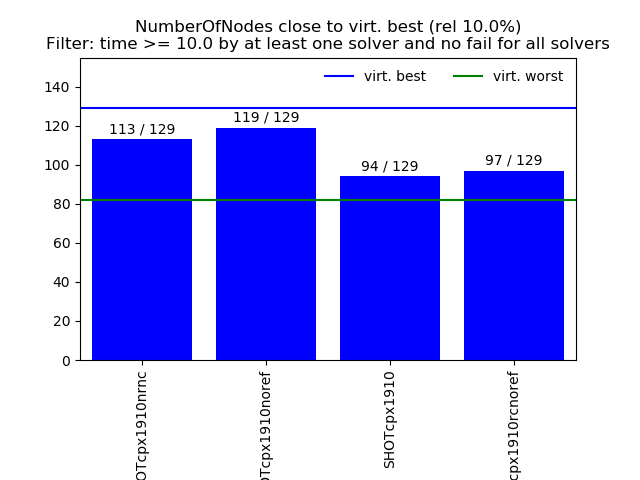 NumberOfNodes close to virt. best (rel 10.0%)
Filter: time >= 10.0 by at least one solver and no fail for all solvers
virt. best
virt. worst
140
120
100
80
60
40
20
0
113 / 129
119 / 129
94 / 129
97 / 129
OTcpx1910nrnc
OTcpx1910noref
SHOTcpx1910
cpx1910rcnoref